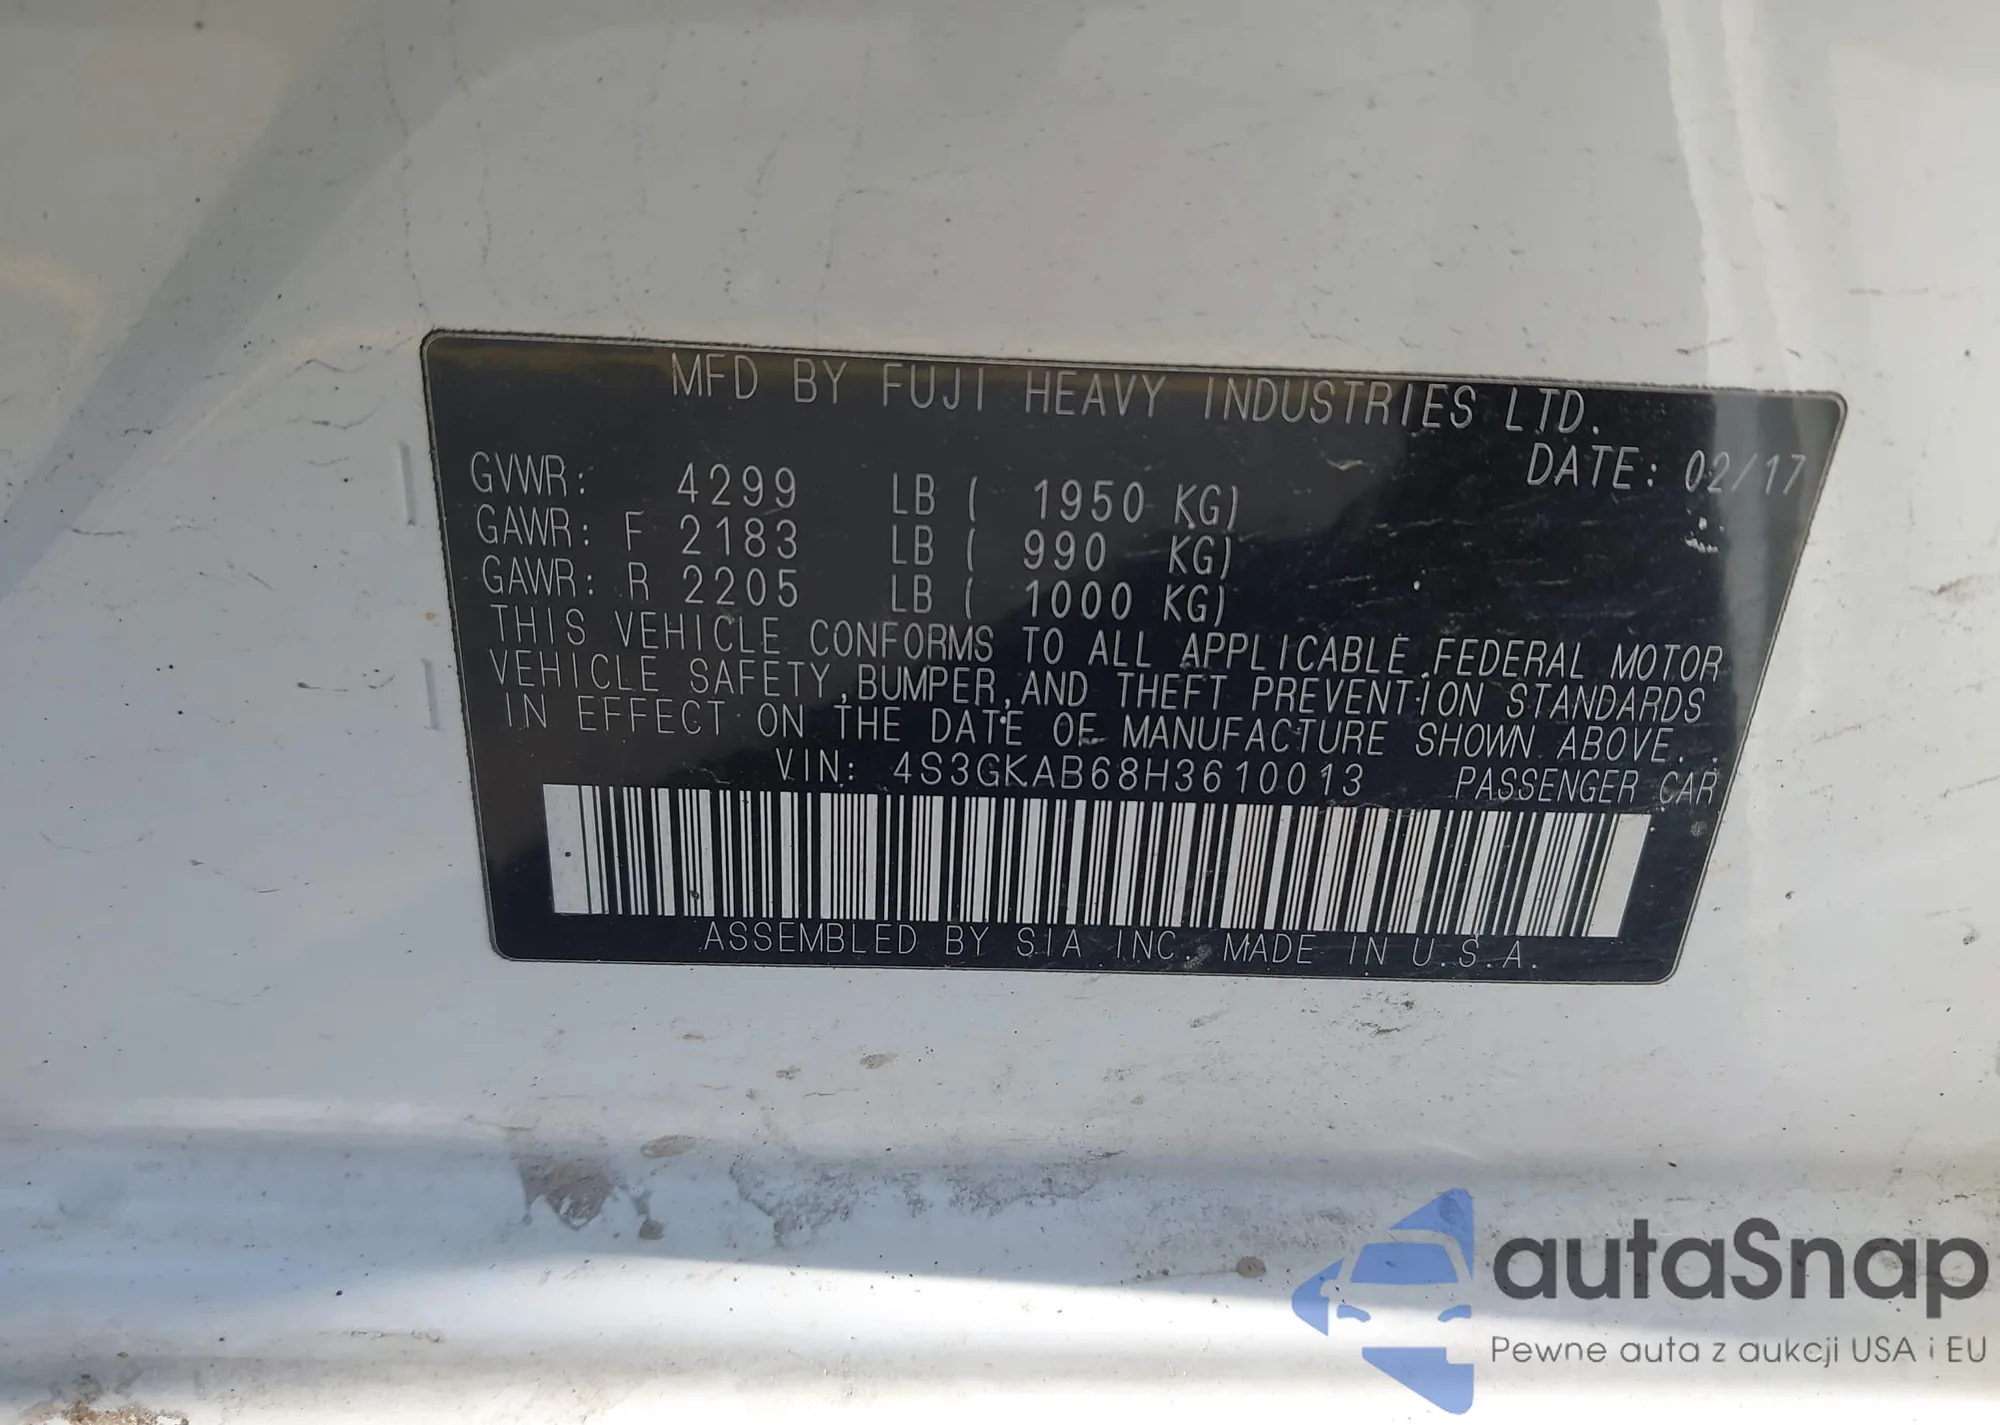 MFD BY FUJI HEAVY INDUSTRIES LTD.
DATE: 02/17
GVWR: 4299 LB ( 1950 KG)
GAWR: F 2183 LB ( 990 KG)
GAWR: R 2205 LB ( 1000 KG)
THIS VEHICLE CONFORMS TO ALL APPLICABLE FEDERAL MOTOR
VEHICLE SAFETY, BUMPER, AND THEFT PREVENTION STANDARDS
IN EFFECT ON THE DATE OF MANUFACTURE SHOWN ABOVE.
VIN: 4S3GKAB68H3610013 PASSENGER CAR
ASSEMBLED BY SIA INC. MADE IN U.S.A.
autaSnap
Pewne auta z aukcji USA i EU